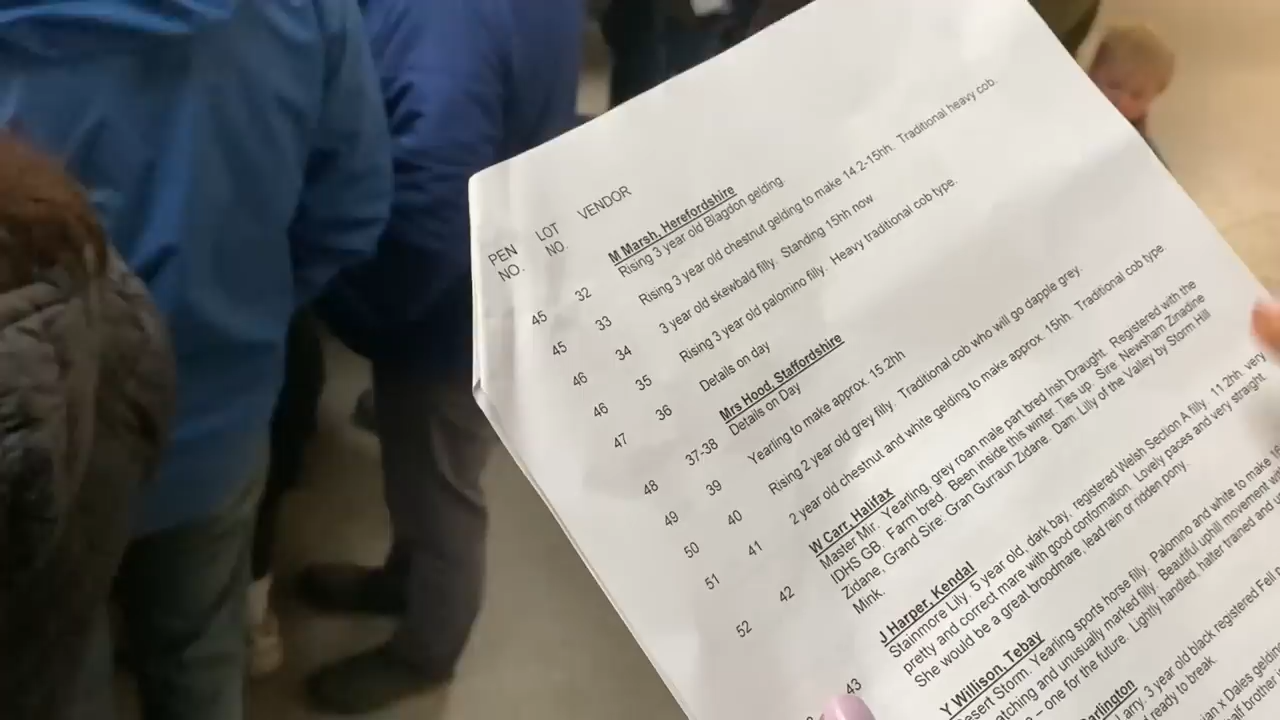 PEN NO. LOT NO. VENDOR
M Marsh, Herefordshire
45 32 Rising 3 year old Blagdon gelding.
45 33 Rising 3 year old chestnut gelding to make 14.2-15hh. Traditional heavy cob.
46 34 3 year old skewbald filly. Standing 15hh now
46 35 Rising 3 year old palomino filly. Heavy traditional cob type.
47 36 Details on day
Mrs Hood, Staffordshire
48 37-38 Details on Day
49 39 Yearling to make approx. 15.2hh
50 40 Rising 2 year old grey filly. Traditional cob who will go dapple grey.
51 41 2 year old chestnut and white gelding to make approx. 15hh. Traditional cob type.
W Carr, Halifax
52 42 Master Mr. Yearling, grey roan male part bred Irish Draught. Registered with the
IDHS GB. Farm bred. Been inside this winter. Ties up. Sire. Newsham Zinadine
Zidane, Grand Sire. Gran Gurraun Zidane. Dam. Lily of the Valley by Storm Hill
Mink.
J Harper, Kendal
43 Stainmore Lily. 5 year old, dark bay, registered Welsh Section A filly. 11.2hh. very
pretty and correct mare with good conformation. Lovely paces and very straight.
She would be a great broodmare, lead rein or ridden pony.
Y Willison, Tebay
Desert Storm. Yearling sports horse filly. Palomino and white to make
and unusually marked filly. Beautiful uphill movement
– one for the future. Lightly handled, halter trained and
3 year old black registered Fell
ready to break.
x Dales gelding
brother